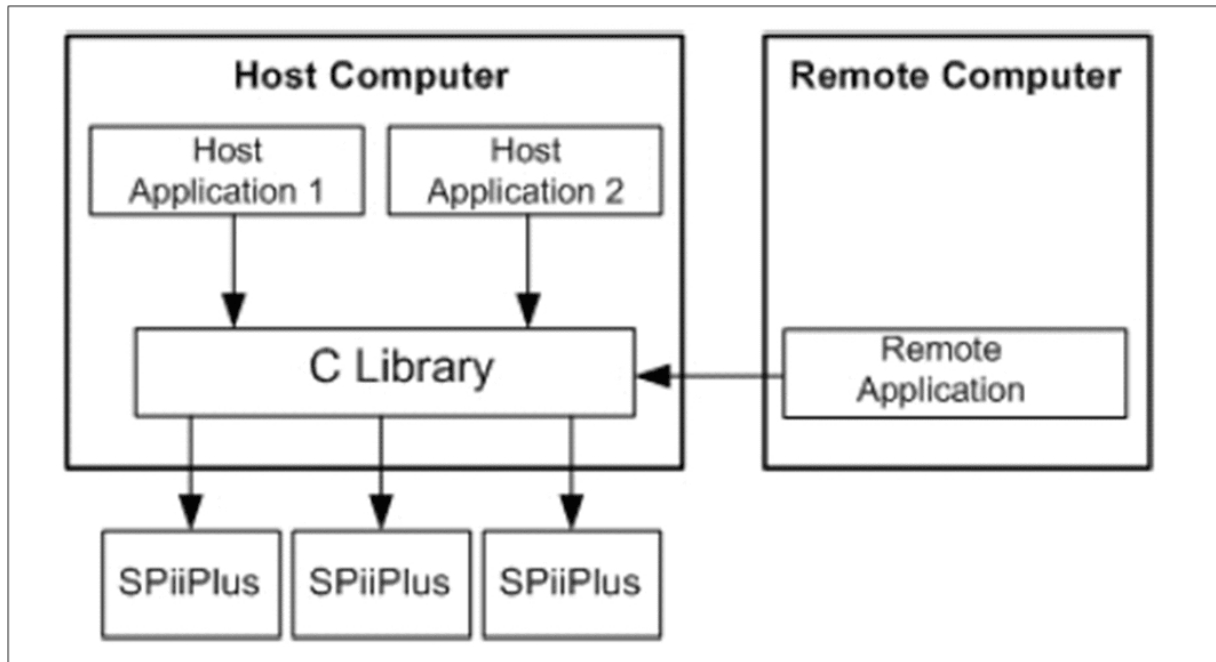 Host Computer
Host
Application 1
Host
Application 2
C Library
SPiiPlus
SPiiPlus
SPiiPlus
Remote Computer
Remote
Application